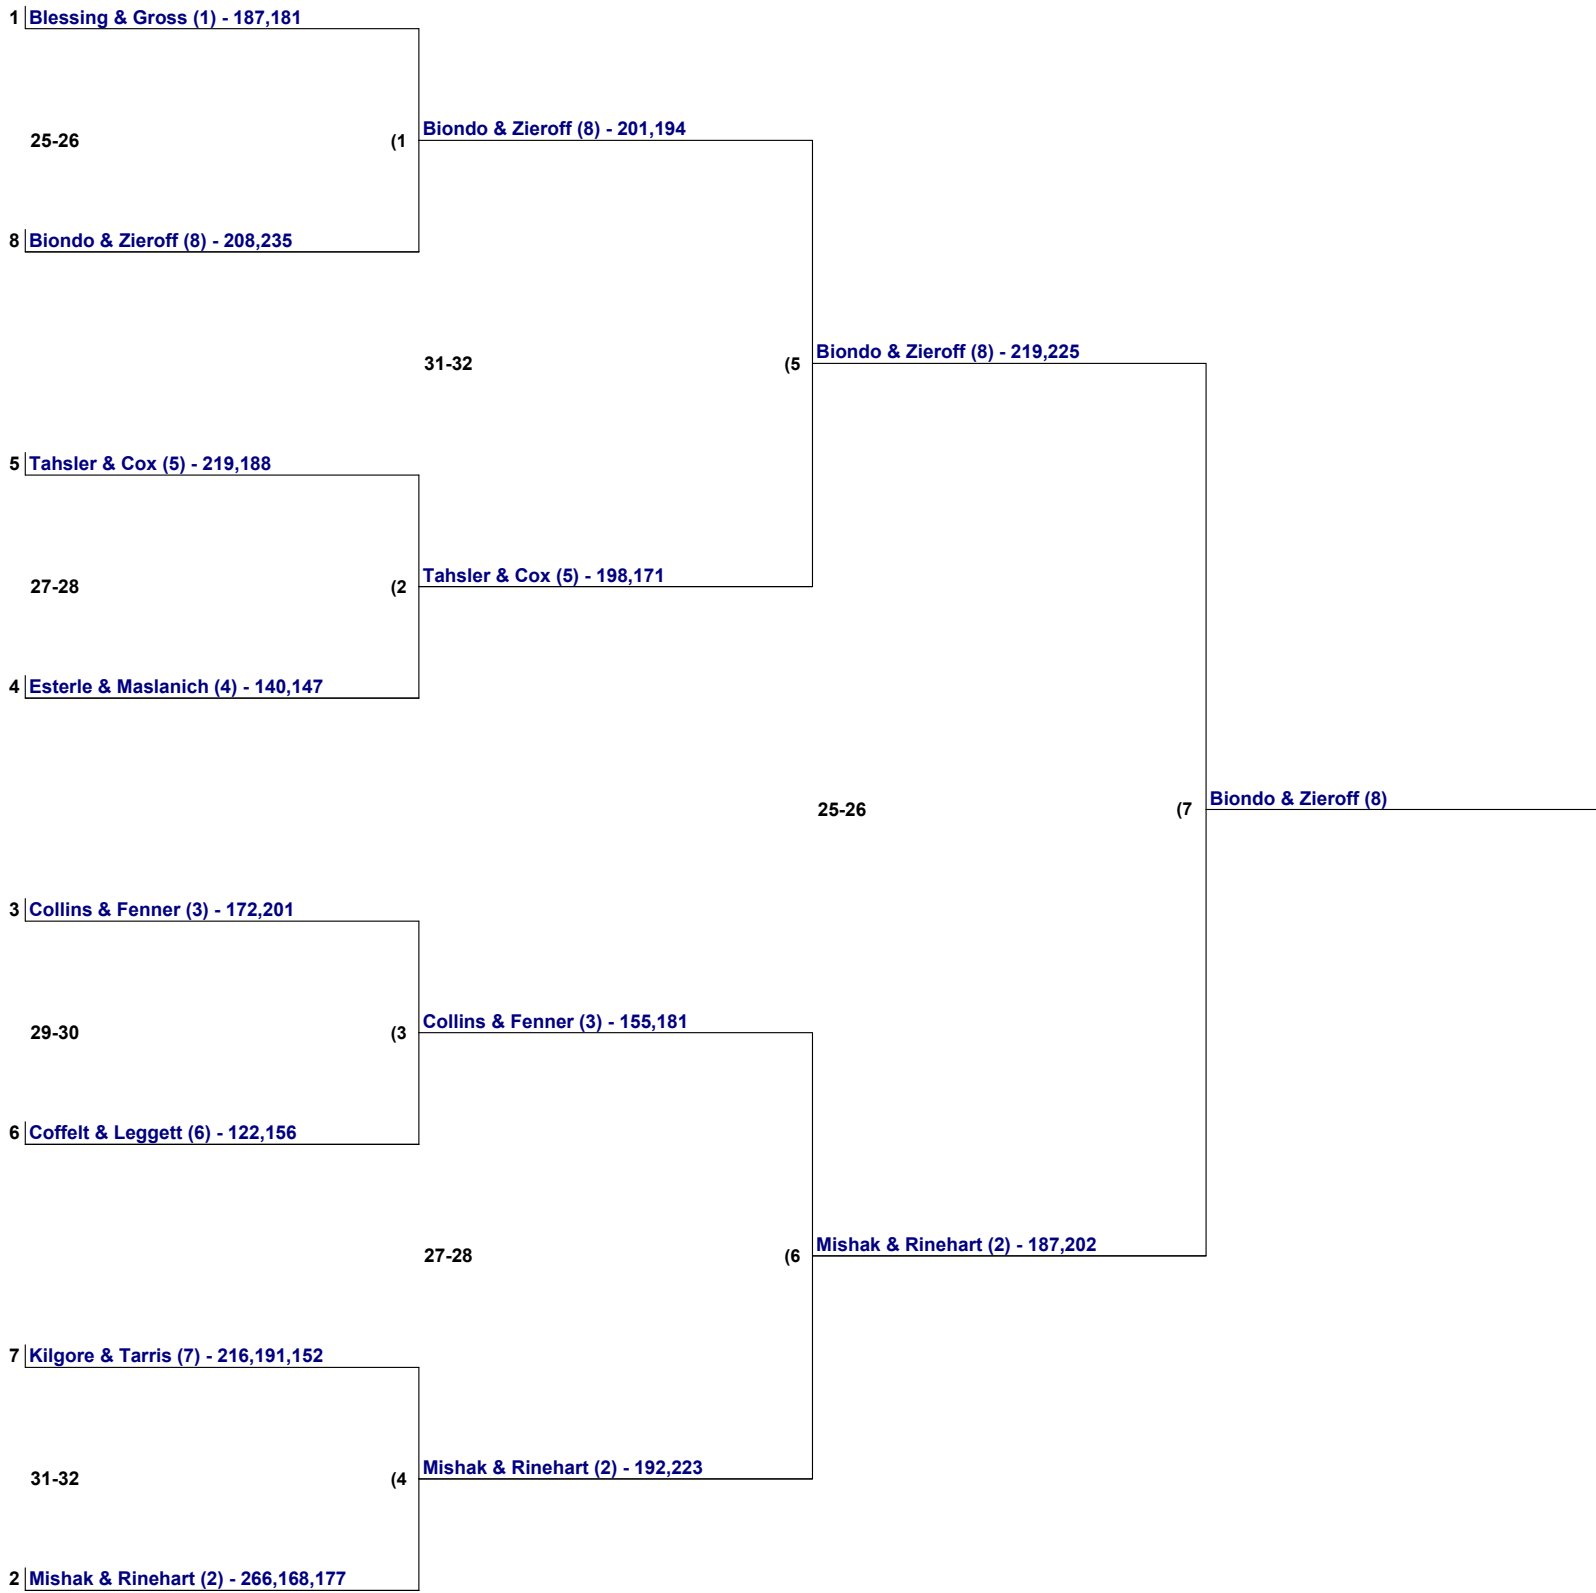 1 Blessing & Gross (1) - 187,181
25-26 (1 Biondo & Zieroff (8) - 201,194
8 Biondo & Zieroff (8) - 208,235
31-32 (5 Biondo & Zieroff (8) - 219,225
5 Tahsler & Cox (5) - 219,188
27-28 (2 Tahsler & Cox (5) - 198,171
4 Esterle & Maslanich (4) - 140,147
25-26 (7 Biondo & Zieroff (8)
3 Collins & Fenner (3) - 172,201
29-30 (3 Collins & Fenner (3) - 155,181
6 Coffelt & Leggett (6) - 122,156
27-28 (6 Mishak & Rinehart (2) - 187,202
7 Kilgore & Tarris (7) - 216,191,152
31-32 (4 Mishak & Rinehart (2) - 192,223
2 Mishak & Rinehart (2) - 266,168,177